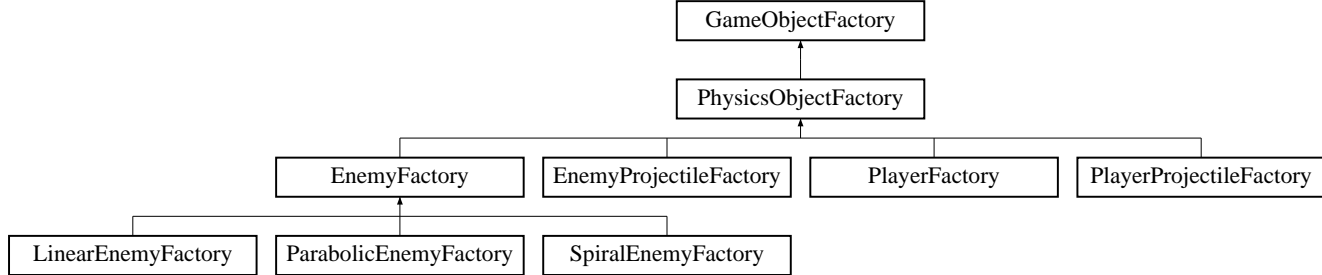 GameObjectFactory
PhysicsObjectFactory
EnemyFactory
EnemyProjectileFactory
PlayerFactory
PlayerProjectileFactory
LinearEnemyFactory
ParabolicEnemyFactory
SpiralEnemyFactory